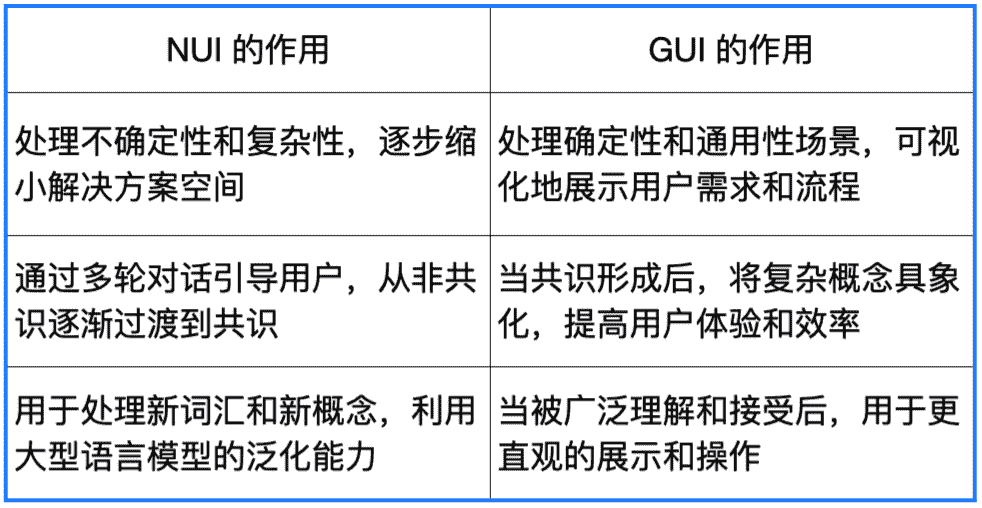 NUI 的作用
GUI 的作用
处理不确定性和复杂性，逐步缩
小解决方案空间
处理确定性和通用性场景，可视
化地展示用户需求和流程
通过多轮对话引导用户，从非共
识逐渐过渡到共识
当共识形成后，将复杂概念具象
化，提高用户体验和效率
用于处理新词汇和新概念，利用
大型语言模型的泛化能力
当被广泛理解和接受后，用于更
直观的展示和操作